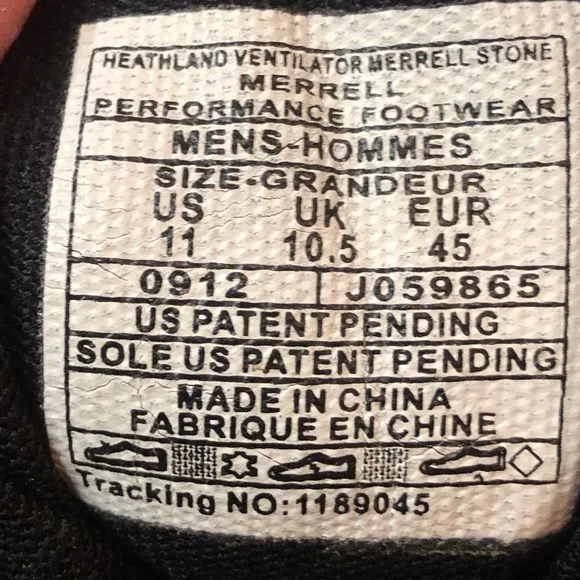 HEATHLAND VENTILATOR MERRELL STONE
MERRELL
PERFORMANCE FOOTWEAR
MENS-HOMMES
SIZE-GRANDEUR
US UK EUR
11 10.5 45
0912 J059865
US PATENT PENDING
SOLE US PATENT PENDING
MADE IN CHINA
FABRIQUE EN CHINE
Tracking NO:1189045